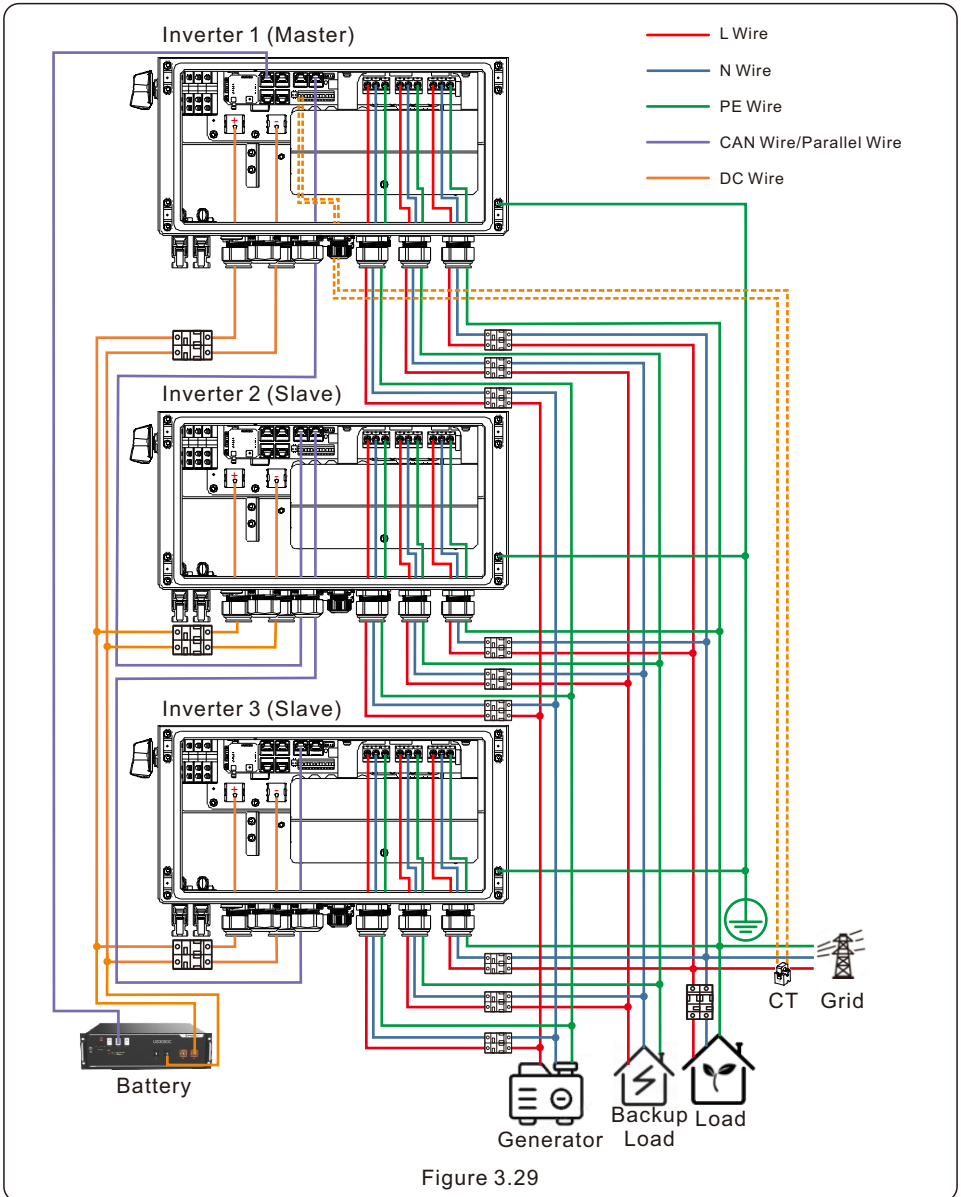 Inverter 1 (Master)
L Wire
N Wire
PE Wire
CAN Wire/Parallel Wire
DC Wire
+ -
Inverter 2 (Slave)
+ -
Inverter 3 (Slave)
+ -
CT Grid
Battery
Generator
Backup
Load
Load
Figure 3.29